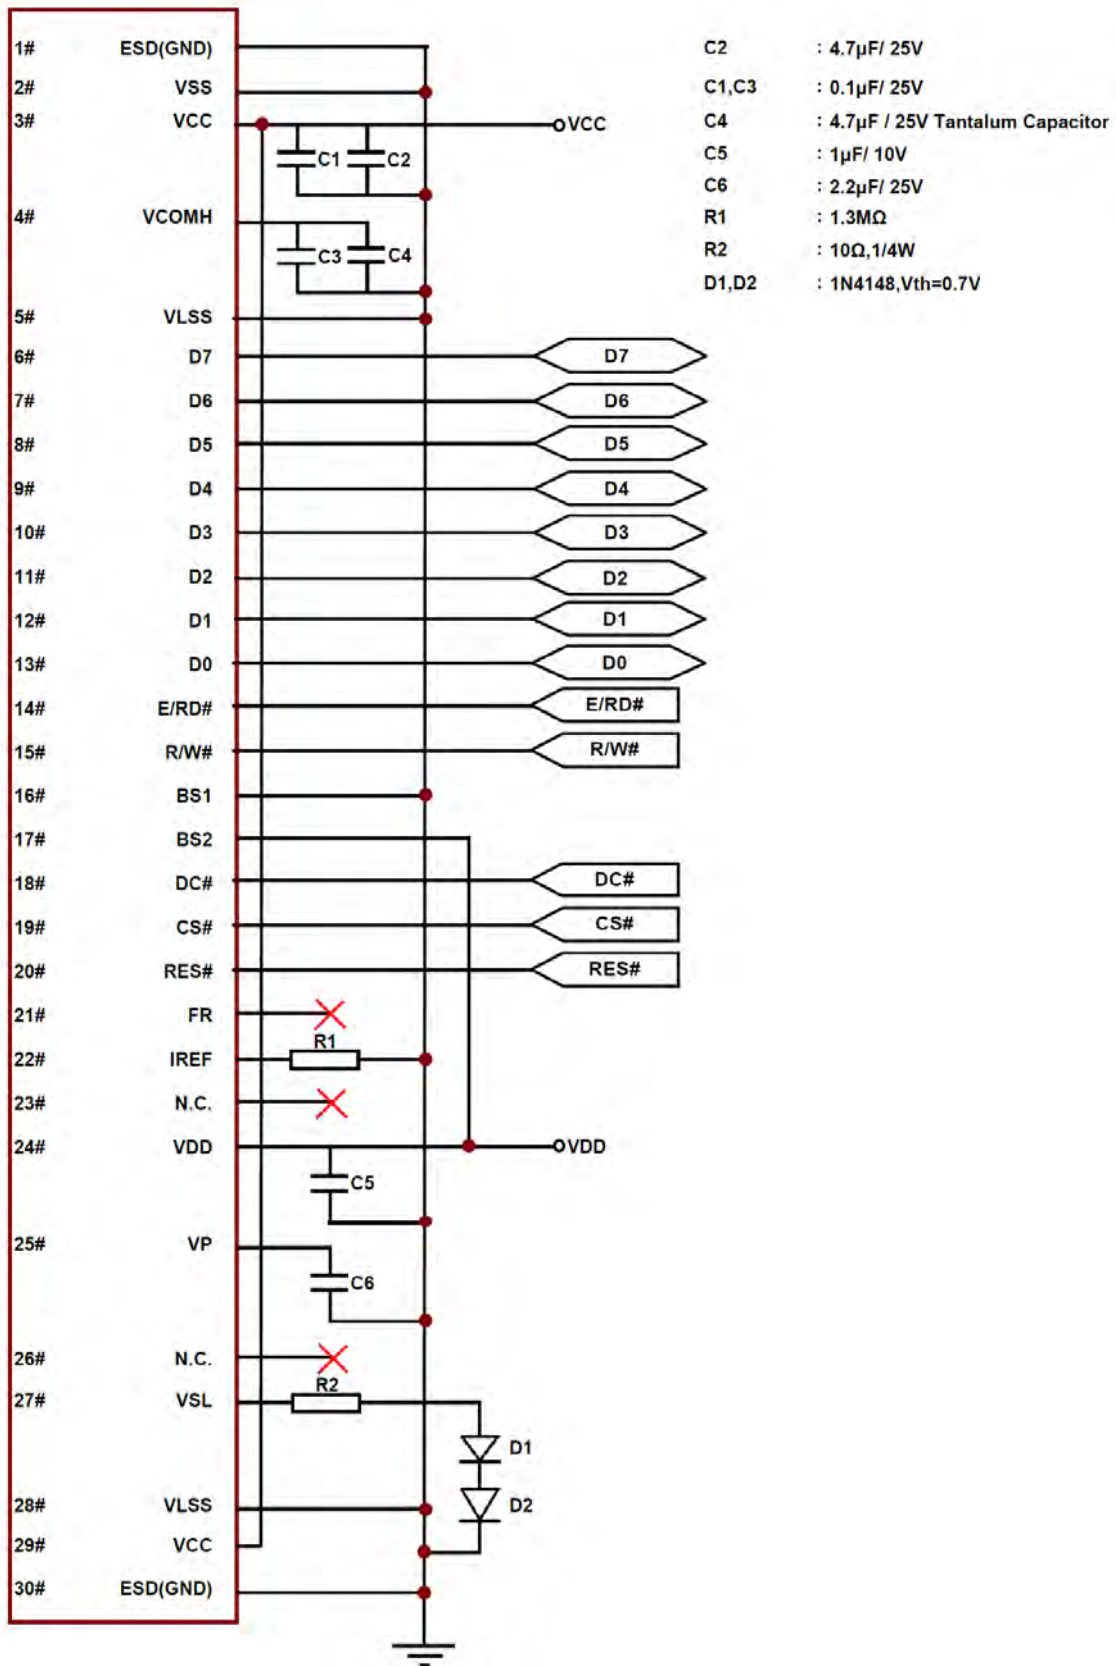 1# ESD(GND) C2 : 4.7µF/ 25V
2# VSS C1,C3 : 0.1µF/ 25V
3# VCC VCC C4 : 4.7µF / 25V Tantalum Capacitor
C1 C2 C5 : 1µF/ 10V
C6 : 2.2µF/ 25V
4# VCOMH R1 : 1.3MΩ
C3 C4 R2 : 10Ω,1/4W
D1,D2 : 1N4148,Vth=0.7V
5# VLSS
6# D7 D7
7# D6 D6
8# D5 D5
9# D4 D4
10# D3 D3
11# D2 D2
12# D1 D1
13# D0 D0
14# E/RD# E/RD#
15# R/W# R/W#
16# BS1
17# BS2
18# DC# DC#
19# CS# CS#
20# RES# RES#
21# FR
R1
22# IREF
23# N.C.
24# VDD VDD
C5
25# VP
C6
26# N.C.
R2
27# VSL
D1
28# VLSS D2
29# VCC
30# ESD(GND)